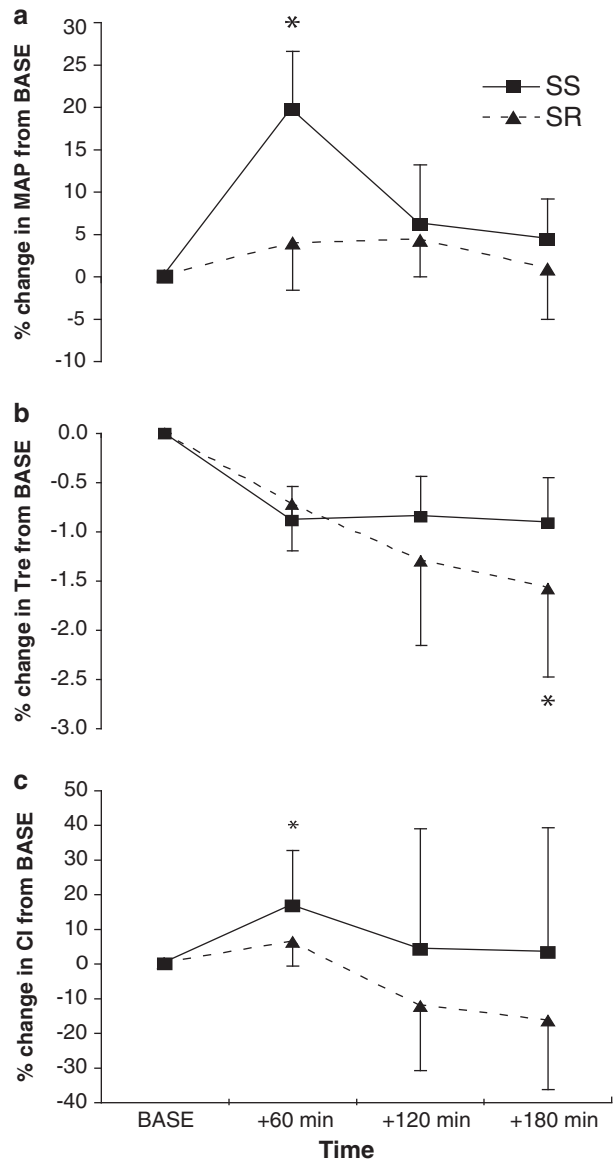 a
% change in MAP from BASE
30
25
20
15
10
5
0
-5
-10
*
SS
SR
b
% change in Tre from BASE
0.0
-0.5
-1.0
-1.5
-2.0
-2.5
-3.0
*
c
% change in CI from BASE
50
40
30
20
10
0
-10
-20
-30
-40
*
BASE +60 min +120 min +180 min
Time